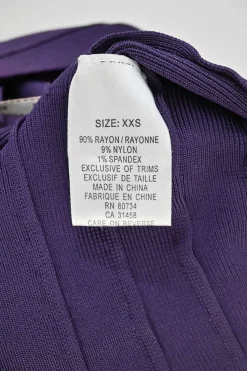 SIZE: XXS
90% RAYON/RAYONNE
9% NYLON
1% SPANDEX
EXCLUSIVE OF TRIMS
EXCLUSIF DE TAILLE
MADE IN CHINA
FABRIQUE EN CHINE
RN 80734
CA 31458
CARE ON REVERSE